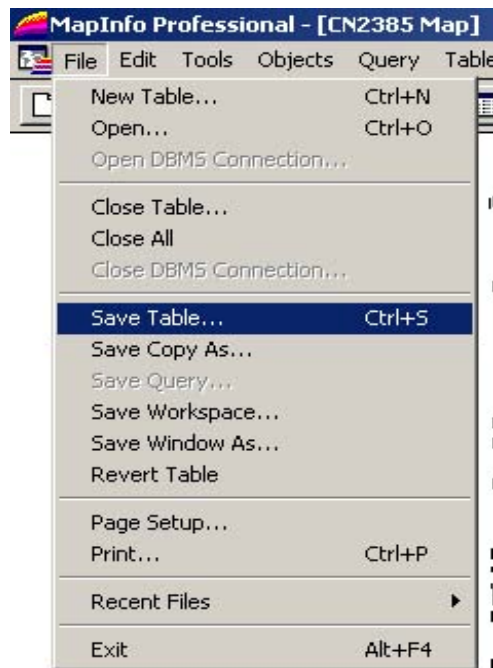 MapInfo Professional - [CN2385 Map]
File Edit Tools Objects Query Table
New Table... Ctrl+N
Open... Ctrl+O
Open DBMS Connection...
Close Table...
Close All
Close DBMS Connection...
Save Table... Ctrl+S
Save Copy As...
Save Query...
Save Workspace...
Save Window As...
Revert Table
Page Setup...
Print... Ctrl+P
Recent Files
Exit Alt+F4